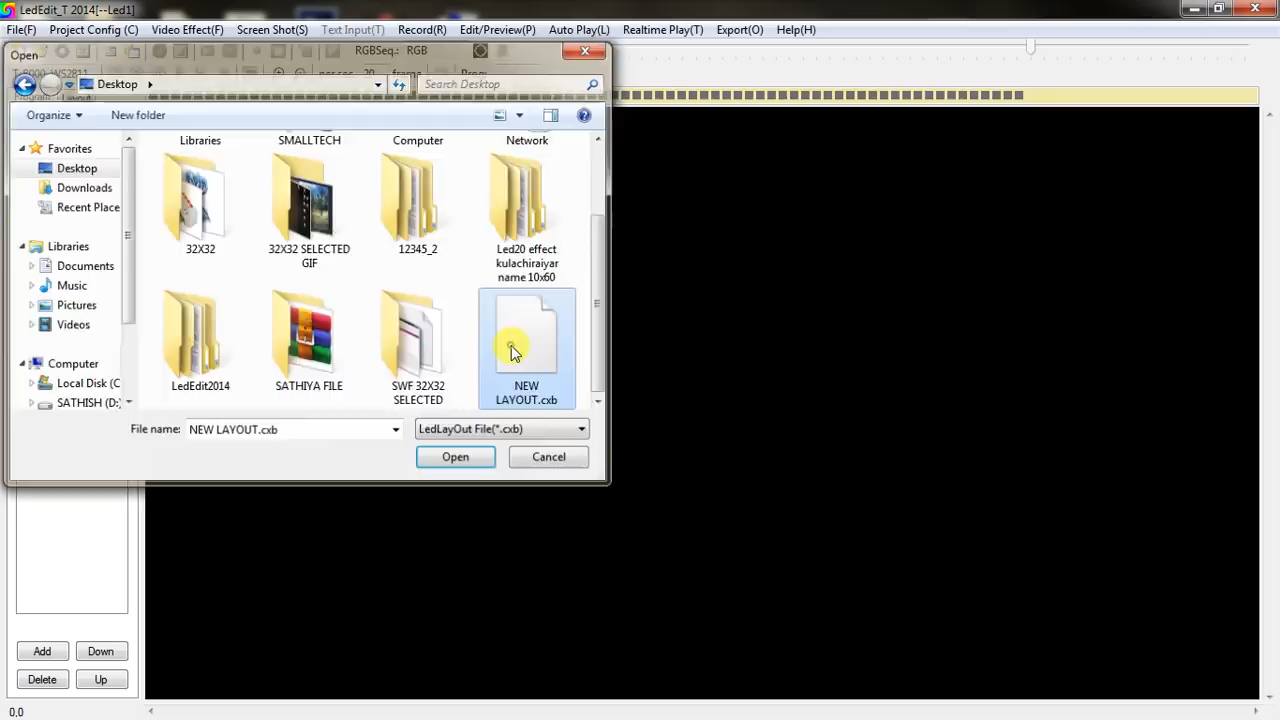 LedEdit_T 2014[--Led1]
File(F) Project Config (C) Video Effect(F) Screen Shot(S) Text Input(T) Record(R) Edit/Preview(P) Auto Play(L) Realtime Play(T) Export(O) Help(H)
Open
RGBSeq.: RGB
Desktop
Search Desktop
Organize New folder
Libraries SMALLTECH Computer Network
Favorites
Desktop
Downloads
Recent Place
Libraries
Documents
Music
Pictures
Videos
Computer
Local Disk (C
SATHISH (D:)
32X32
32X32 SELECTED
GIF
12345_2
Led20 effect
kulachiraiyar
name 10x60
LedEdit2014
SATHIYA FILE
SWF 32X32
SELECTED
NEW
LAYOUT.cxb
File name: NEW LAYOUT.cxb LedLayOut File(*.cxb)
Open Cancel
Add Down
Delete Up
0,0